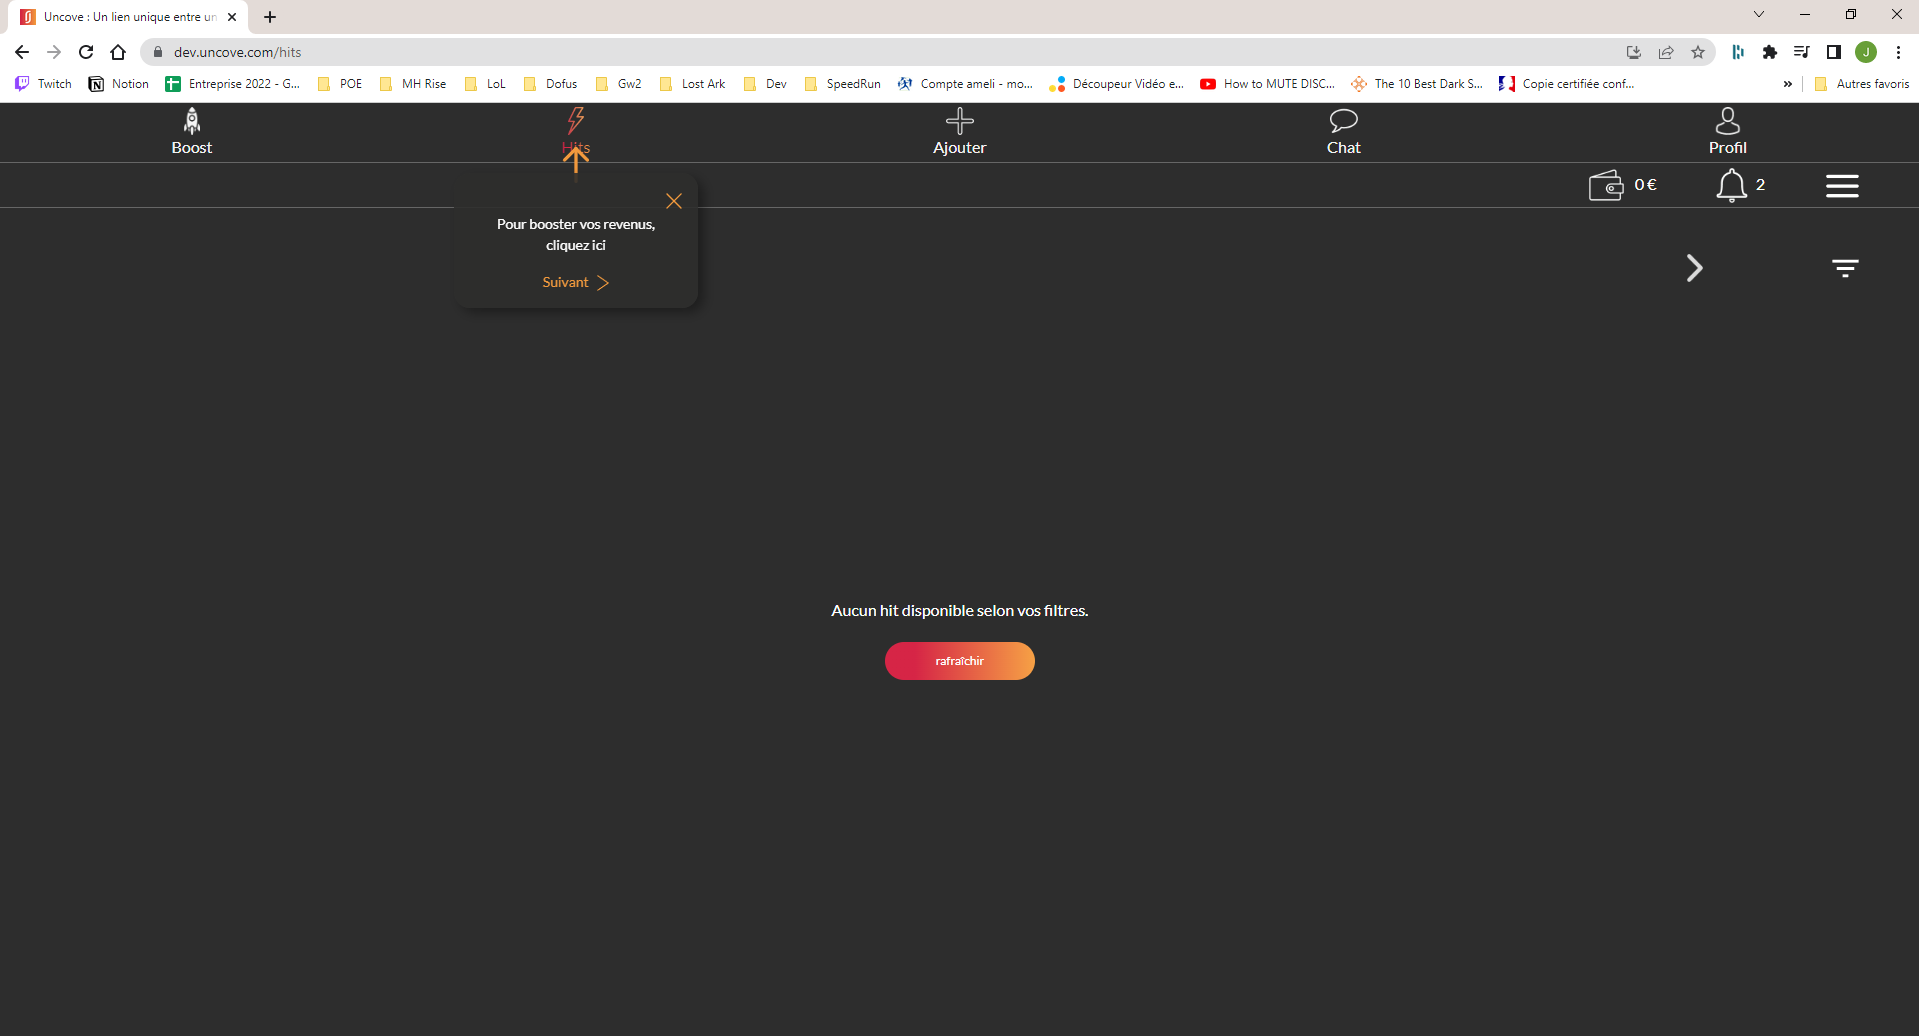 Uncove : Un lien unique entre un
dev.uncove.com/hits
J
Twitch
Notion
Entreprise 2022 - G...
POE
MH Rise
LoL
Dofus
Gw2
Lost Ark
Dev
SpeedRun
Compte ameli - mo...
Découpeur Vidéo e...
How to MUTE DISC...
The 10 Best Dark S...
Copie certifiée conf...
»
Autres favoris
Boost
Hits
Ajouter
Chat
Profil
0 €
2
Pour booster vos revenus,
cliquez ici
Suivant
Aucun hit disponible selon vos filtres.
rafraîchir